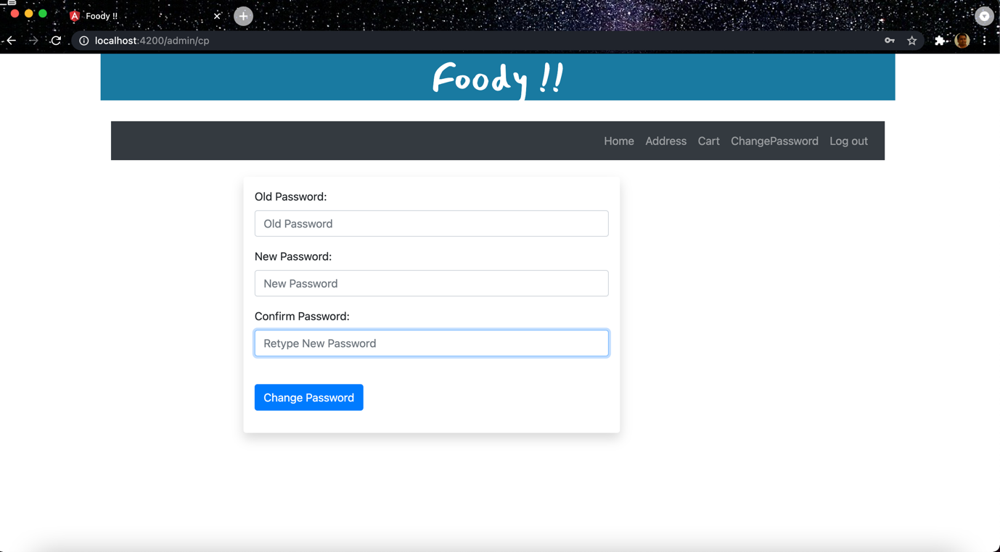 Foody !!
localhost:4200/admin/cp
Foody !!
Home Address Cart ChangePassword Log out
Old Password:
Old Password
New Password:
New Password
Confirm Password:
Retype New Password
Change Password